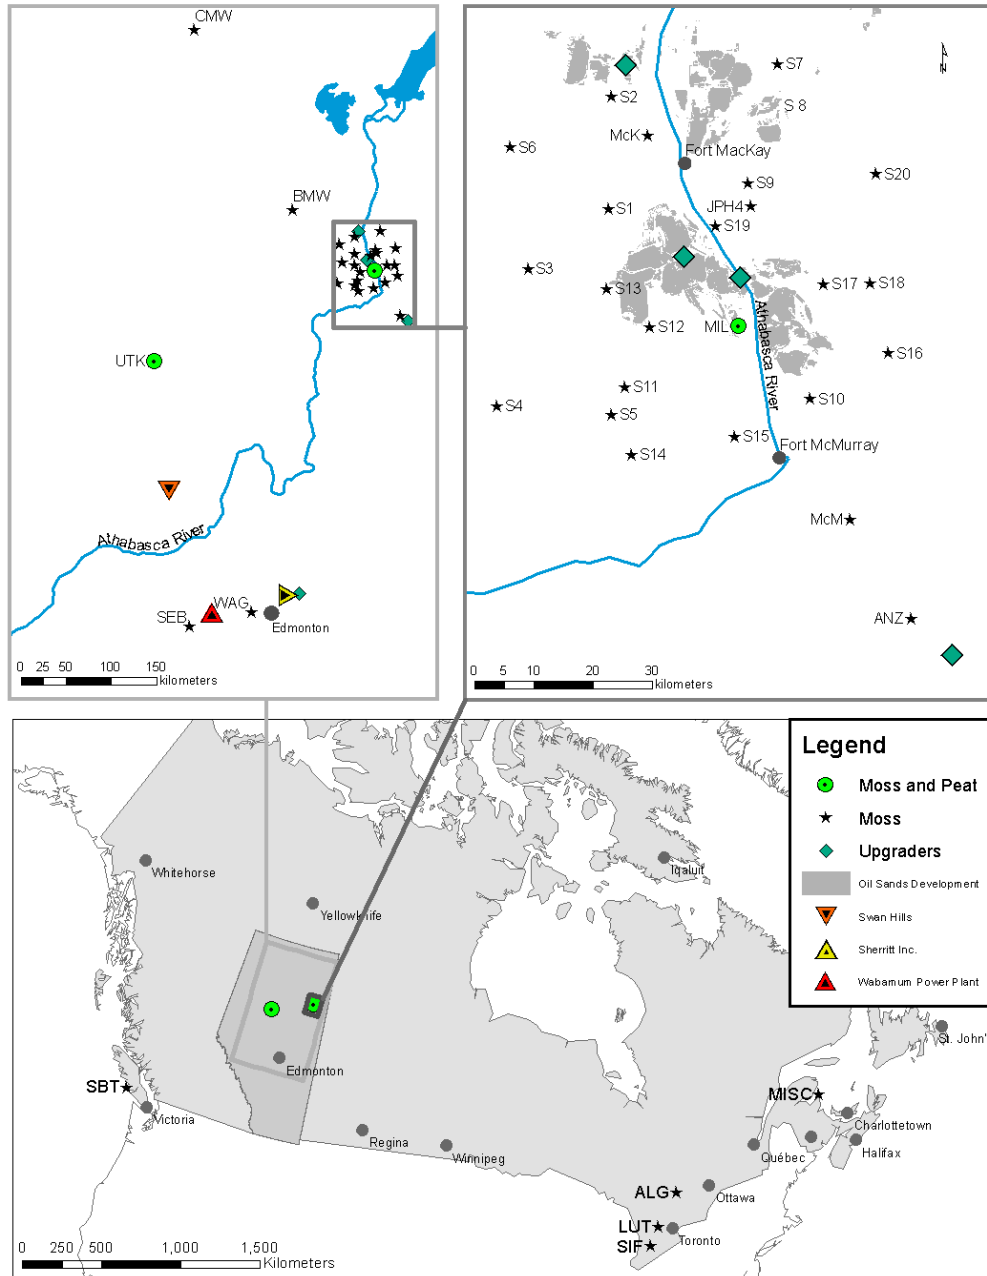 CMW
BMW
UTK
Athabasca River
WAG
SEB
Edmonton
0 25 50 100 150
kilometers
S7
S2
S 8
McK
Fort MacKay
S6
S20
S9
S1
JPH4
S19
S3
S13
S17
S18
S12
MIL
Athabasca River
S16
S11
S4
S10
S5
S15
S14
Fort McMurray
McM
ANZ
0 5 10 20 30
kilometers
N
Legend
Moss and Peat
Moss
Upgraders
Oil Sands Development
Swan Hills
Sherritt Inc.
Wabamum Power Plant
Whitehorse
Iqaluit
Yellowknife
Edmonton
St. John'
SBT
MISC
Victoria
Charlottetown
Regina
Winnipeg
Québec
Halifax
Ottawa
ALG
LUT
Toronto
SIF
0 250 500 1,000 1,500
Kilometers